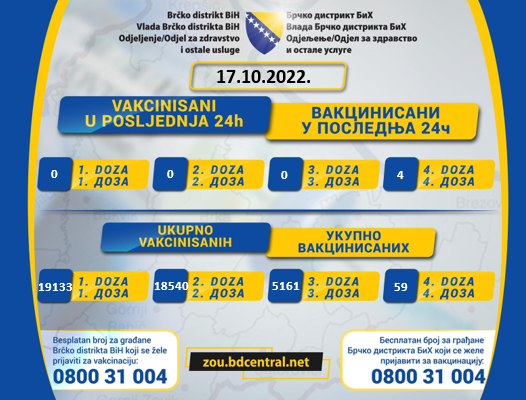 Brčko distrikt BiH
Vlada Brčko distrikta BiH
Odjeljenje/Odjel za zdravstvo
i ostale usluge
Брчко дистрикт БиХ
Влада Брчко дистрикта БиХ
Одјељење/Одјел за здравство
и остале услуге
17.10.2022.
VAKCINISANI
U POSLJEDNJA 24h
ВАКЦИНИСАНИ
У ПОСЛЕДЊА 24ч
0
1. DOZA
1. ДОЗА
0
2. DOZA
2. ДОЗА
0
3. DOZA
3. ДОЗА
4
4. DOZA
4. ДОЗА
UKUPNO
VAKCINISANIH
УКУПНО
ВАКЦИНИСАНИХ
19133
1. DOZA
1. ДОЗА
18540
2. DOZA
2. ДОЗА
5161
3. DOZA
3. ДОЗА
59
4. DOZA
4. ДОЗА
Besplatan broj za građane
Brčko distrikta BiH koji se žele
prijaviti za vakcinaciju:
0800 31 004
zou.bdcentral.net
Бесплатан број за грађане
Брчко дистрикта БиХ који се желе
пријавити за вакцинацију:
0800 31 004